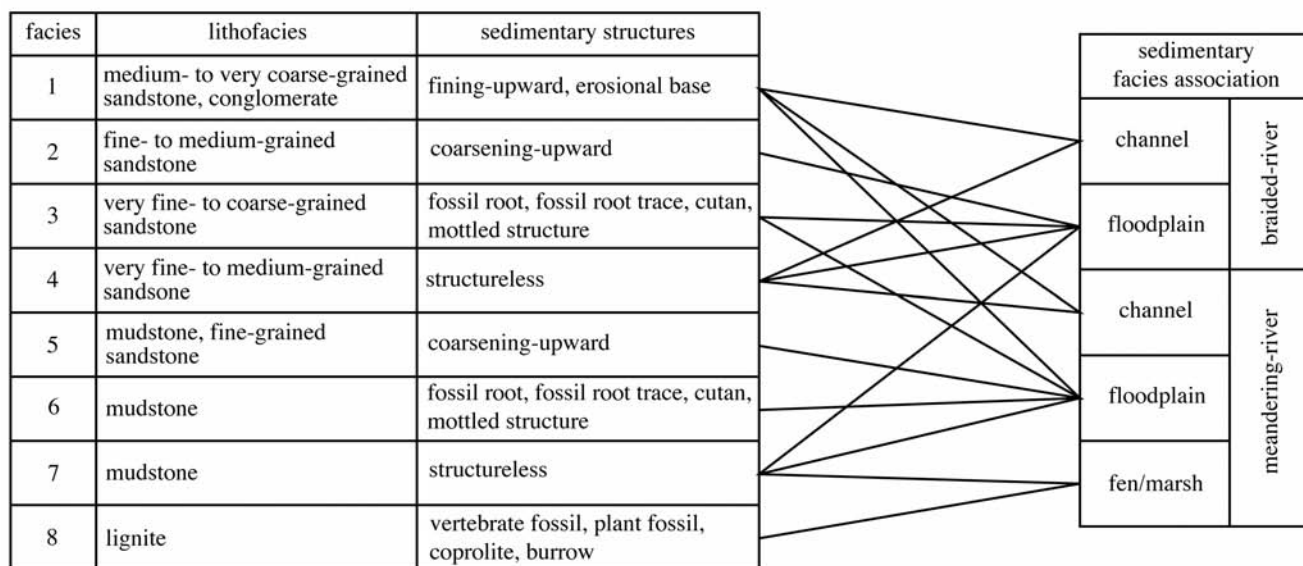 facies lithofacies sedimentary structures
1 medium- to very coarse-grained
sandstone, conglomerate
fining-upward, erosional base
2 fine- to medium-grained
sandstone
coarsening-upward
3 very fine- to coarse-grained
sandstone
fossil root, fossil root trace, cutan,
mottled structure
4 very fine- to medium-grained
sandsone
structureless
5 mudstone, fine-grained
sandstone
coarsening-upward
6 mudstone
fossil root, fossil root trace, cutan,
mottled structure
7 mudstone
structureless
8 lignite
vertebrate fossil, plant fossil,
coprolite, burrow
sedimentary
facies association
channel
floodplain
braided-river
channel
floodplain
fen/marsh
meandering-river